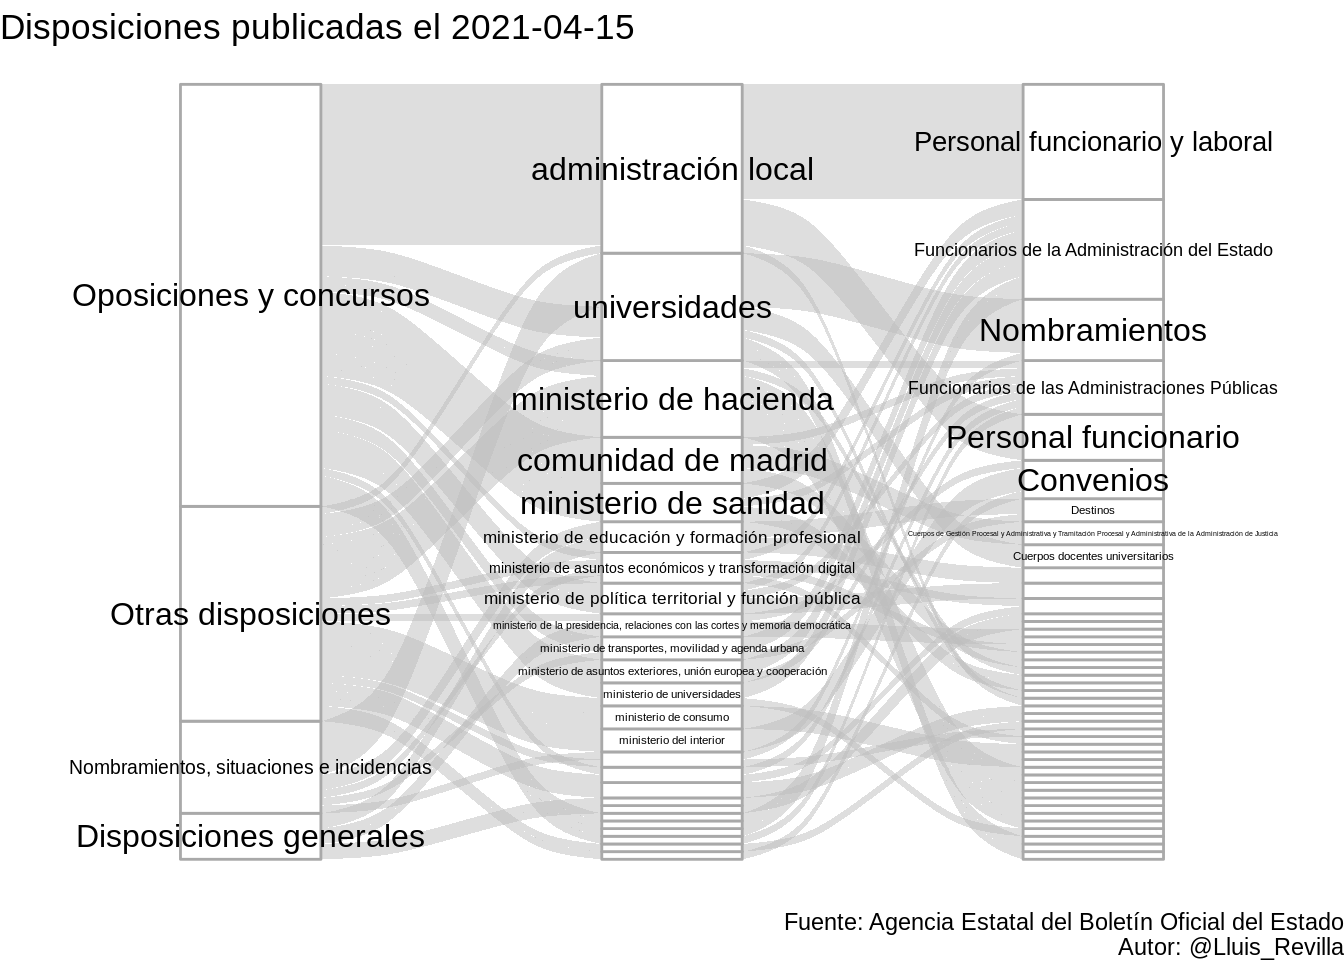 Disposiciones publicadas el 2021-04-15
Oposiciones y concursos
Otras disposiciones
Nombramientos, situaciones e incidencias
Disposiciones generales
administración local
universidades
ministerio de hacienda
comunidad de madrid
ministerio de sanidad
ministerio de educación y formación profesional
ministerio de asuntos económicos y transformación digital
ministerio de política territorial y función pública
ministerio de la presidencia, relaciones con las cortes y memoria democrática
ministerio de transportes, movilidad y agenda urbana
ministerio de asuntos exteriores, unión europea y cooperación
ministerio de universidades
ministerio de consumo
ministerio del interior
Personal funcionario y laboral
Funcionarios de la Administración del Estado
Nombramientos
Funcionarios de las Administraciones Públicas
Personal funcionario
Convenios
Destinos
Cuerpos de Gestión Procesal y Administrativa y Tramitación Procesal y Administrativa de la Administración de Justicia
Cuerpos docentes universitarios
Fuente: Agencia Estatal del Boletín Oficial del Estado
Autor: @Lluis_Revilla